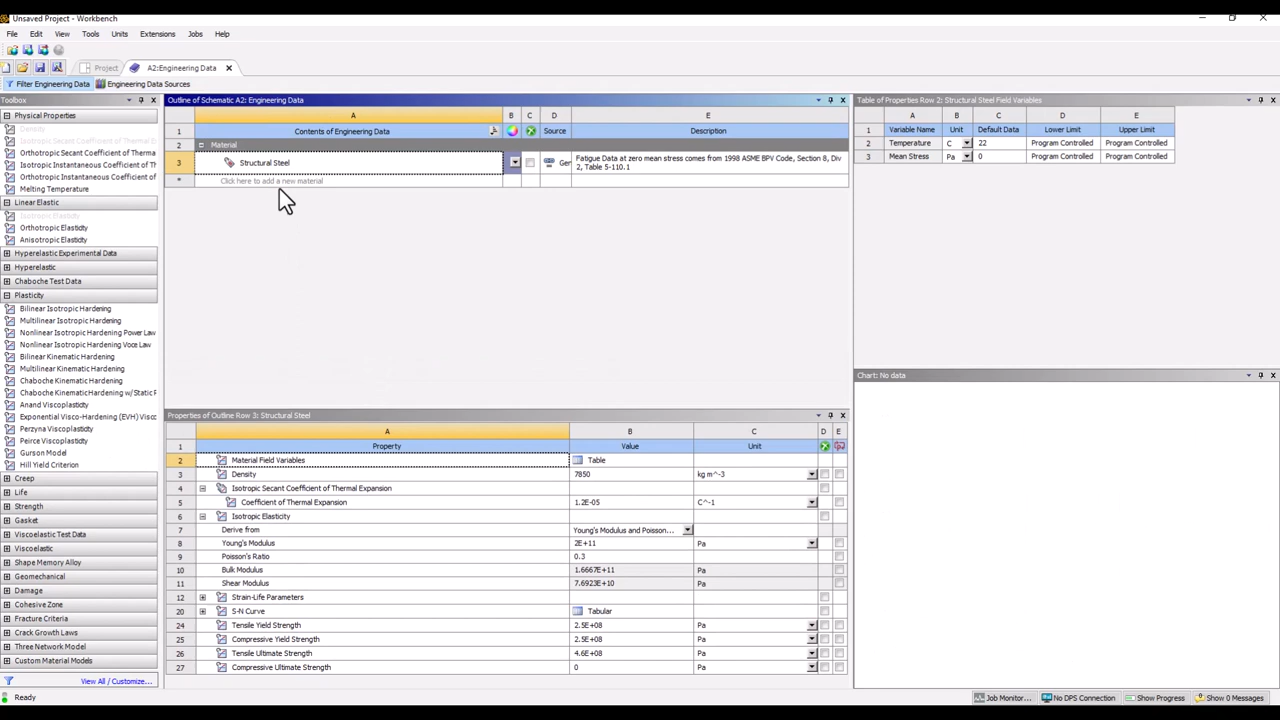 Unsaved Project - Workbench
File Edit View Tools Units Extensions Jobs Help
Project A2:Engineering Data
Filter Engineering Data Engineering Data Sources
Toolbox
Physical Properties
Density
Isotropic Secant Coefficient of Thermal
Orthotropic Secant Coefficient of Therma
Isotropic Instantaneous Coefficient of Th
Orthotropic Instantaneous Coefficient of
Melting Temperature
Linear Elastic
Isotropic Elasticity
Orthotropic Elasticity
Anisotropic Elasticity
Hyperelastic Experimental Data
Hyperelastic
Chaboche Test Data
Plasticity
Bilinear Isotropic Hardening
Multilinear Isotropic Hardening
Nonlinear Isotropic Hardening Power Law
Nonlinear Isotropic Hardening Voce Law
Bilinear Kinematic Hardening
Multilinear Kinematic Hardening
Chaboche Kinematic Hardening
Chaboche Kinematic Hardening w/Static R
Anand Viscoplasticity
Exponential Visco-Hardening (EVH) Viscop
Perzyna Viscoplasticity
Peirce Viscoplasticity
Gurson Model
Hill Yield Criterion
Creep
Life
Strength
Gasket
Viscoelastic Test Data
Viscoelastic
Shape Memory Alloy
Geomechanical
Damage
Cohesive Zone
Fracture Criteria
Crack Growth Laws
Three Network Model
Custom Material Models
View All / Customize...
Outline of Schematic A2: Engineering Data
A B C D E
1 Contents of Engineering Data Source Description
2 Material
3 Structural Steel Gen Fatigue Data at zero mean stress comes from 1998 ASME BPV Code, Section 8, Div
2, Table 5-110.1
* Click here to add a new material
Properties of Outline Row 3: Structural Steel
A B C D E
1 Property Value Unit
2 Material Field Variables Table
3 Density 7850 kg m^-3
4 Isotropic Secant Coefficient of Thermal Expansion
5 Coefficient of Thermal Expansion 1.2E-05 C^-1
6 Isotropic Elasticity
7 Derive from Young's Modulus and Poisson...
8 Young's Modulus 2E+11 Pa
9 Poisson's Ratio 0.3
10 Bulk Modulus 1.6667E+11 Pa
11 Shear Modulus 7.6923E+10 Pa
12 Strain-Life Parameters
20 S-N Curve Tabular
24 Tensile Yield Strength 2.5E+08 Pa
25 Compressive Yield Strength 2.5E+08 Pa
26 Tensile Ultimate Strength 4.6E+08 Pa
27 Compressive Ultimate Strength 0 Pa
Table of Properties Row 2: Structural Steel Field Variables
A B C D E
1 Variable Name Unit Default Data Lower Limit Upper Limit
2 Temperature C 22 Program Controlled Program Controlled
3 Mean Stress Pa 0 Program Controlled Program Controlled
Chart: No data
Ready Job Monitor... No DPS Connection Show Progress Show 0 Messages